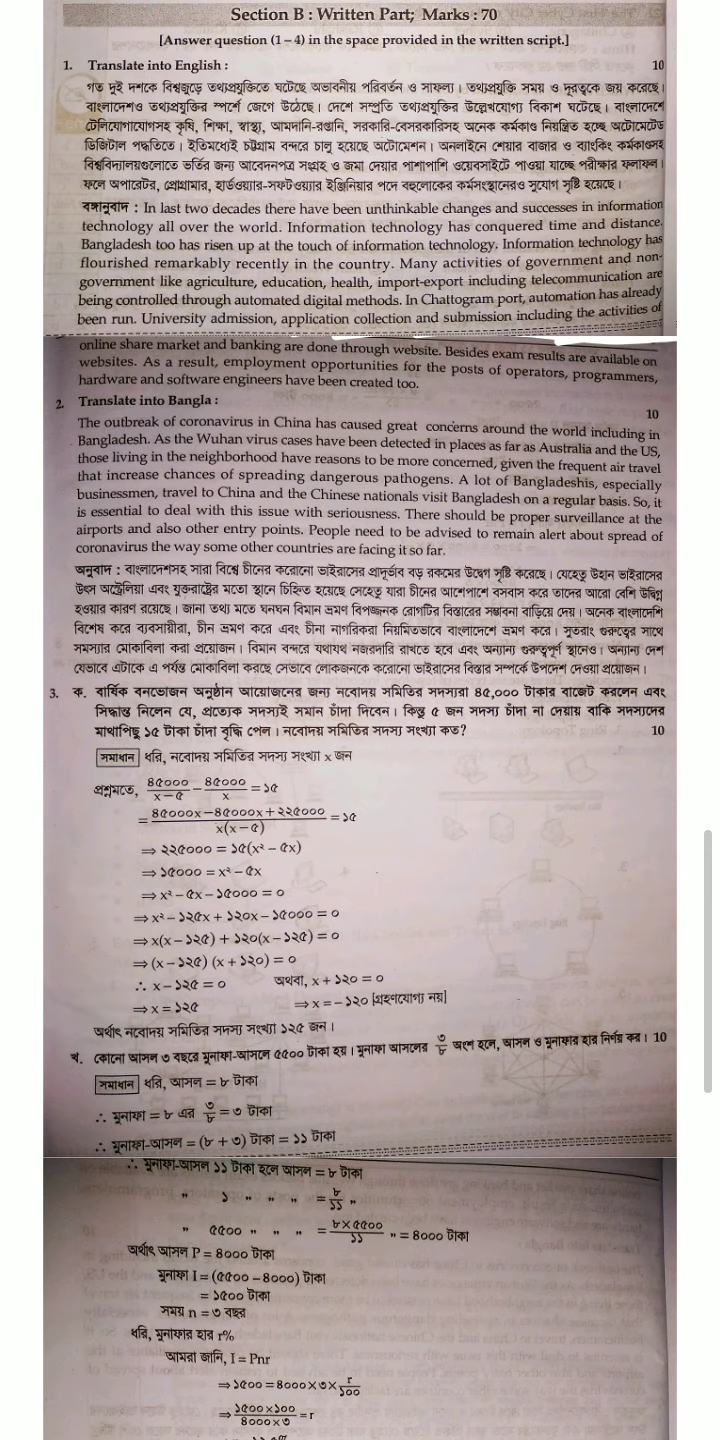 Section B : Written Part; Marks : 70
[Answer question (1 – 4) in the space provided in the written script.]
1. Translate into English : 10
গত দুই দশকে বিশ্বজুড়ে তথ্যপ্রযুক্তিতে ঘটেছে অভাবনীয় পরিবর্তন ও সাফল্য। তথ্যপ্রযুক্তি সময় ও দূরত্বকে জয় করেছে।
বাংলাদেশও তথ্যপ্রযুক্তির স্পর্শে জেগে উঠেছে। দেশে সম্প্রতি তথ্যপ্রযুক্তির উল্লেখযোগ্য বিকাশ ঘটেছে। বাংলাদেশে
টেলিযোগাযোগসহ কৃষি, শিক্ষা, স্বাস্থ্য, আমদানি-রপ্তানি, সরকারি-বেসরকারিসহ অনেক কর্মকাণ্ড নিয়ন্ত্রিত হচ্ছে অটোমেটেড
ডিজিটাল পদ্ধতিতে। ইতিমধ্যেই চট্টগ্রাম বন্দরে চালু হয়েছে অটোমেশন। অনলাইনে শেয়ার বাজার ও ব্যাংকিং কর্মকাণ্ডসহ
বিশ্ববিদ্যালয়গুলোতে ভর্তির জন্য আবেদনপত্র সংগ্রহ ও জমা দেয়ার পাশাপাশি ওয়েবসাইটে পাওয়া যাচ্ছে পরীক্ষার ফলাফল।
ফলে অপারেটর, প্রোগ্রামার, হার্ডওয়্যার-সফটওয়্যার ইঞ্জিনিয়ার পদে বহুলোকের কর্মসংস্থানেরও সুযোগ সৃষ্টি হয়েছে।
বঙ্গানুবাদ : In last two decades there have been unthinkable changes and successes in information
technology all over the world. Information technology has conquered time and distance.
Bangladesh too has risen up at the touch of information technology. Information technology has
flourished remarkably recently in the country. Many activities of government and non-
government like agriculture, education, health, import-export including telecommunication are
being controlled through automated digital methods. In Chattogram port, automation has already
been run. University admission, application collection and submission including the activities of
online share market and banking are done through website. Besides exam results are available on
websites. As a result, employment opportunities for the posts of operators, programmers,
hardware and software engineers have been created too.
2. Translate into Bangla : 10
The outbreak of coronavirus in China has caused great concerns around the world including in
Bangladesh. As the Wuhan virus cases have been detected in places as far as Australia and the US,
those living in the neighborhood have reasons to be more concerned, given the frequent air travel
that increase chances of spreading dangerous pathogens. A lot of Bangladeshis, especially
businessmen, travel to China and the Chinese nationals visit Bangladesh on a regular basis. So, it
is essential to deal with this issue with seriousness. There should be proper surveillance at the
airports and also other entry points. People need to be advised to remain alert about spread of
coronavirus the way some other countries are facing it so far.
অনুবাদ : বাংলাদেশসহ সারা বিশ্বে চীনের করোনো ভাইরাসের প্রাদুর্ভাব বড় রকমের উদ্বেগ সৃষ্টি করেছে। যেহেতু উহান ভাইরাসের
উৎস অস্ট্রেলিয়া এবং যুক্তরাষ্ট্রের মতো স্থানে চিহ্নিত হয়েছে সেহেতু যারা চীনের আশেপাশে বসবাস করে তাদের আরো বেশি উদ্বিগ্ন
হওয়ার কারণ রয়েছে। জানা তথ্য মতে ঘনঘন বিমান ভ্রমণ বিপজ্জনক রোগটির বিস্তারের সম্ভবনা বাড়িয়ে দেয়। অনেক বাংলাদেশি
বিশেষ করে ব্যবসায়ীরা, চীন ভ্রমণ করে এবং চীনা নাগরিকরা নিয়মিতভাবে বাংলাদেশে ভ্রমণ করে। সুতরাং গুরুত্বের সাথে
সমস্যার মোকাবিলা করা প্রয়োজন। বিমান বন্দরে যথাযথ নজরদারি রাখতে হবে এবং অন্যান্য গুরুত্বপূর্ণ স্থানেও। অন্যান্য দেশ
যেভাবে এটাকে এ পর্যন্ত মোকাবিলা করছে সেভাবে লোকজনকে করোনো ভাইরাসের বিস্তার সম্পর্কে উপদেশ দেওয়া প্রয়োজন।
3. ক. বার্ষিক বনভোজন অনুষ্ঠান আয়োজনের জন্য নবোদয় সমিতির সদস্যরা ৪৫,০০০ টাকার বাজেট করলেন এবং
সিদ্ধান্ত নিলেন যে, প্রত্যেক সদস্যই সমান চাঁদা দিবেন। কিন্তু ৫ জন সদস্য চাঁদা না দেয়ায় বাকি সদস্যদের
মাথাপিছু ১৫ টাকা চাঁদা বৃদ্ধি পেল। নবোদয় সমিতির সদস্য সংখ্যা কত? 10
সমাধান ধরি, নবোদয় সমিতির সদস্য সংখ্যা x জন
প্রশ্নমতে, ৪৫০০০/(x – ৫) – ৪৫০০০/x = ১৫
= (৪৫০০০x – ৪৫০০০x + ২২৫০০০)/(x(x – ৫)) = ১৫
⇒ ২২৫০০০ = ১৫(x² – ৫x)
⇒ ১৫০০০ = x² – ৫x
⇒ x² – ৫x – ১৫০০০ = ০
⇒ x² – ১২৫x + ১২০x – ১৫০০০ = ০
⇒ x(x – ১২৫) + ১২০(x – ১২৫) = ০
⇒ (x – ১২৫) (x + ১২০) = ০
∴ x – ১২৫ = ০ অথবা, x + ১২০ = ০
⇒ x = ১২৫ ⇒ x = – ১২০ [গ্রহণযোগ্য নয়]
অর্থাৎ নবোদয় সমিতির সদস্য সংখ্যা ১২৫ জন।
খ. কোনো আসল ৩ বছরে মুনাফা-আসলে ৫৫০০ টাকা হয়। মুনাফা আসলের ৩/৮ অংশ হলে, আসল ও মুনাফার হার নির্ণয় কর। 10
সমাধান ধরি, আসল = ৮ টাকা
∴ মুনাফা = ৮ এর ৩/৮ = ৩ টাকা
∴ মুনাফা-আসল = (৮ + ৩) টাকা = ১১ টাকা
∴ মুনাফা-আসল ১১ টাকা হলে আসল = ৮ টাকা
" ১ " " " = ৮/১১ "
" ৫৫০০ " " " = (৮ × ৫৫০০)/১১ " = ৪০০০ টাকা
অর্থাৎ আসল P = ৪০০০ টাকা
মুনাফা I = (৫৫০০ – ৪০০০) টাকা
= ১৫০০ টাকা
সময় n = ৩ বছর
ধরি, মুনাফার হার r%
আমরা জানি, I = Pnr
⇒ ১৫০০ = ৪০০০ × ৩ × r/১০০
⇒ (১৫০০ × ১০০)/(৪০০০ × ৩) = r